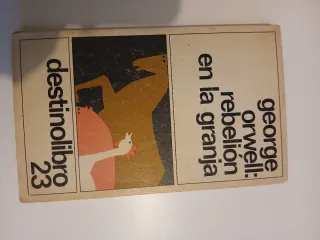 george
orwell:
rebelión
en la granja
destinolibro
23